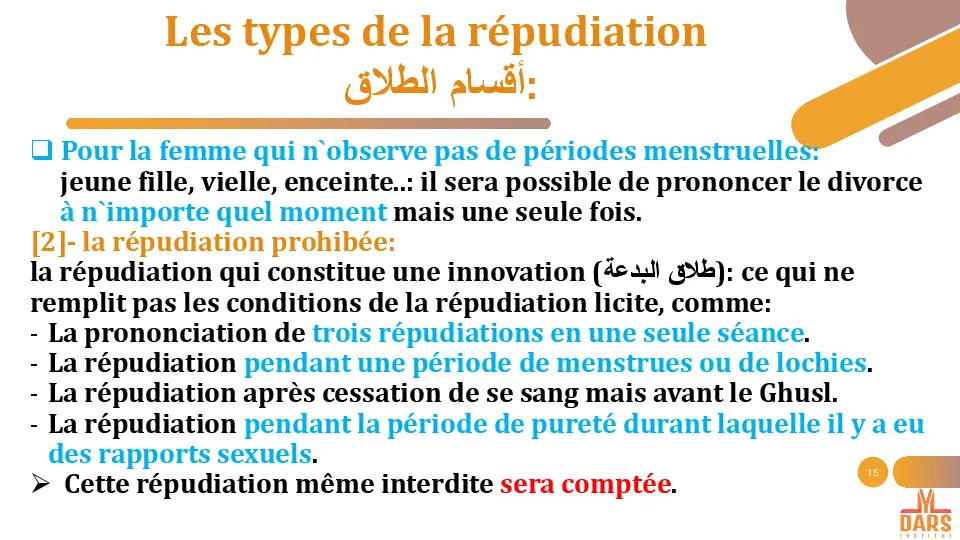 Les types de la répudiation
أقسام الطلاق:
❑ Pour la femme qui n`observe pas de périodes menstruelles:
jeune fille, vielle, enceinte..: il sera possible de prononcer le divorce
à n`importe quel moment mais une seule fois.
[2]- la répudiation prohibée:
la répudiation qui constitue une innovation (طلاق البدعة): ce qui ne
remplit pas les conditions de la répudiation licite, comme:
- La prononciation de trois répudiations en une seule séance.
- La répudiation pendant une période de menstrues ou de lochies.
- La répudiation après cessation de se sang mais avant le Ghusl.
- La répudiation pendant la période de pureté durant laquelle il y a eu
des rapports sexuels.
➢ Cette répudiation même interdite sera comptée.
15
DARS
INSTITUT